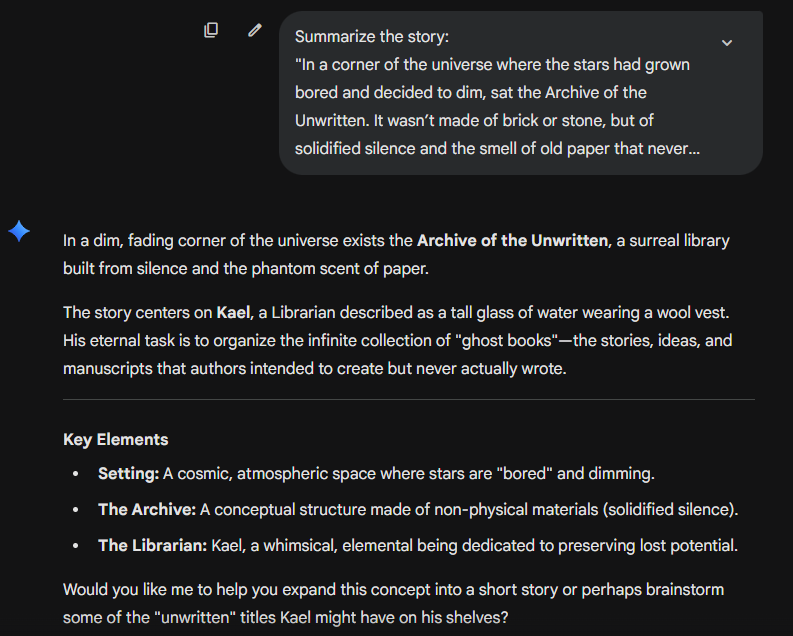 Summarize the story:
"In a corner of the universe where the stars had grown
bored and decided to dim, sat the Archive of the
Unwritten. It wasn’t made of brick or stone, but of
solidified silence and the smell of old paper that never...
In a dim, fading corner of the universe exists the Archive of the Unwritten, a surreal library
built from silence and the phantom scent of paper.
The story centers on Kael, a Librarian described as a tall glass of water wearing a wool vest.
His eternal task is to organize the infinite collection of "ghost books"—the stories, ideas, and
manuscripts that authors intended to create but never actually wrote.
Key Elements
• Setting: A cosmic, atmospheric space where stars are "bored" and dimming.
• The Archive: A conceptual structure made of non-physical materials (solidified silence).
• The Librarian: Kael, a whimsical, elemental being dedicated to preserving lost potential.
Would you like me to help you expand this concept into a short story or perhaps brainstorm
some of the "unwritten" titles Kael might have on his shelves?